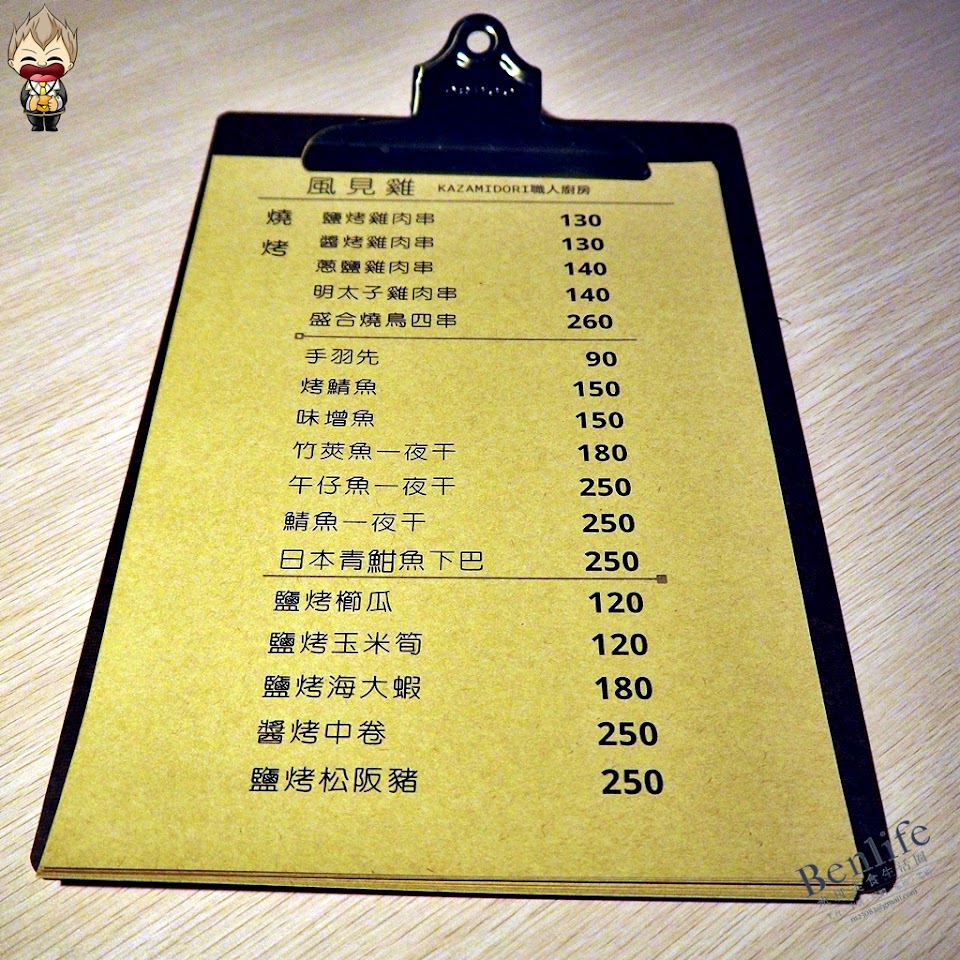 風見雞 KAZAMIDORI職人廚房
燒烤
鹽烤雞肉串 130
醬烤雞肉串 130
蔥鹽雞肉串 140
明太子雞肉串 140
盛合燒鳥四串 260
手羽先 90
烤鯖魚 150
味增魚 150
竹莢魚一夜干 180
午仔魚一夜干 250
鯖魚一夜干 250
日本青魽魚下巴 250
鹽烤櫛瓜 120
鹽烤玉米筍 120
鹽烤海大蝦 180
醬烤中卷 250
鹽烤松阪豬 250
Benlife